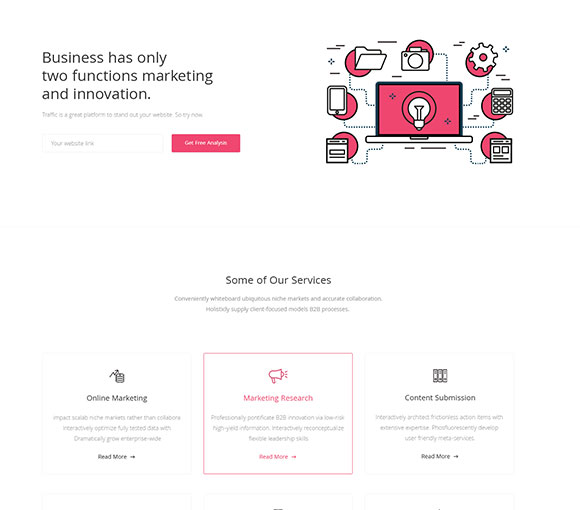 Business has only
two functions marketing
and innovation.
Traffic is a great platform to stand out your website. So try now.
Your website link
Get Free Analysis
Some of Our Services
Conveniently whiteboard ubiquitous niche markets and accurate collaboration.
Holisticly supply client-focused models B2B processes.
Online Marketing
Impact scalab niche markets rather than collabore
interactively optimize fully tested data with
Dramatically grow enterprise-wide
Read More →
Marketing Research
Professionally pontificate B2B innovation via low-risk
high-yield information. Interactively reconceptualize
flexible leadership skills
Read More →
Content Submission
Interactively architect frictionless action items with
extensive expertise. Phosfluorescently develop
user friendly meta-services.
Read More →